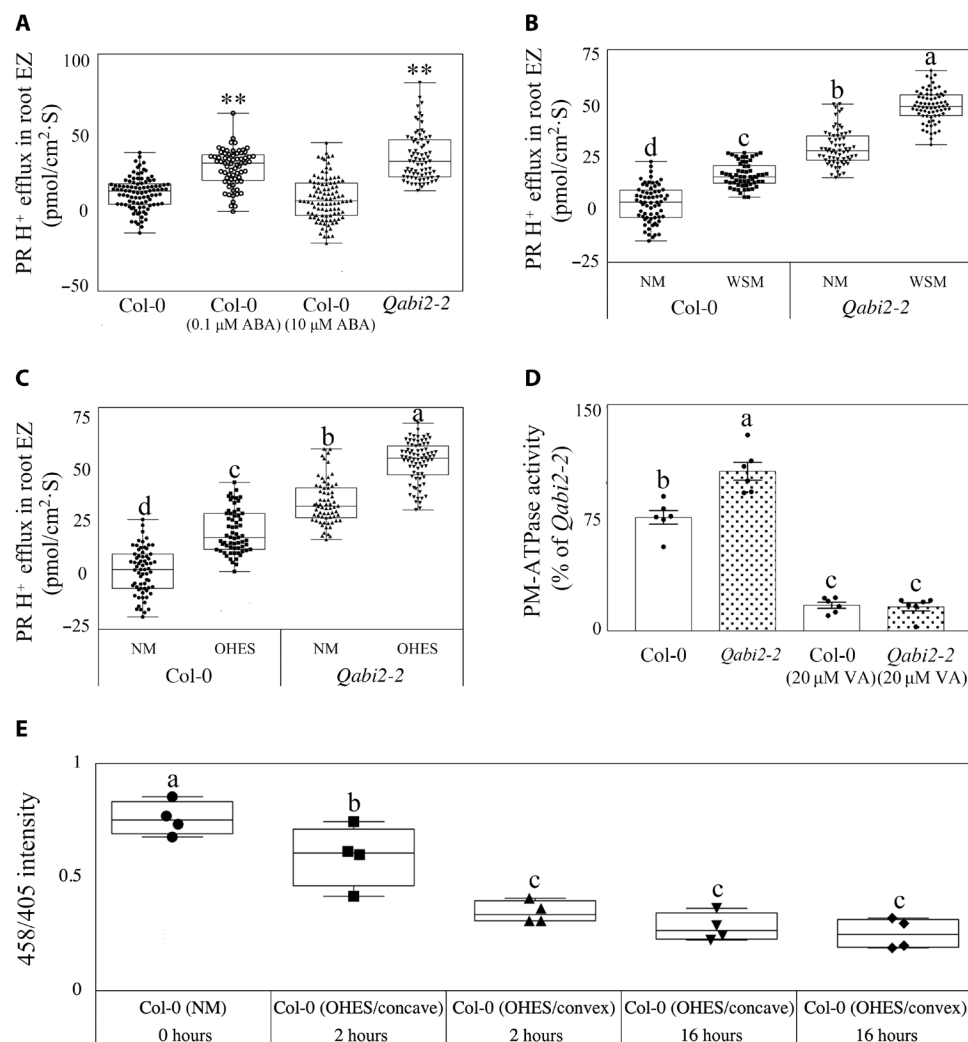 A
PR H⁺ efflux in root EZ
(pmol/cm²·S)
100
50
0
−50
**
**
Col-0
Col-0
(0.1 μM ABA)
Col-0
(10 μM ABA)
Qabi2-2
B
PR H⁺ efflux in root EZ
(pmol/cm²·S)
75
50
25
0
−25
d
c
b
a
NM
WSM
NM
WSM
Col-0
Qabi2-2
C
PR H⁺ efflux in root EZ
(pmol/cm²·S)
75
50
25
0
−25
d
c
b
a
NM
OHES
NM
OHES
Col-0
Qabi2-2
D
PM-ATPase activity
(% of Qabi2-2)
150
75
0
b
a
c
c
Col-0
Qabi2-2
Col-0
(20 μM VA)
Qabi2-2
(20 μM VA)
E
458/405 intensity
1
0.5
0
a
b
c
c
c
Col-0 (NM)
0 hours
Col-0 (OHES/concave)
2 hours
Col-0 (OHES/convex)
2 hours
Col-0 (OHES/concave)
16 hours
Col-0 (OHES/convex)
16 hours